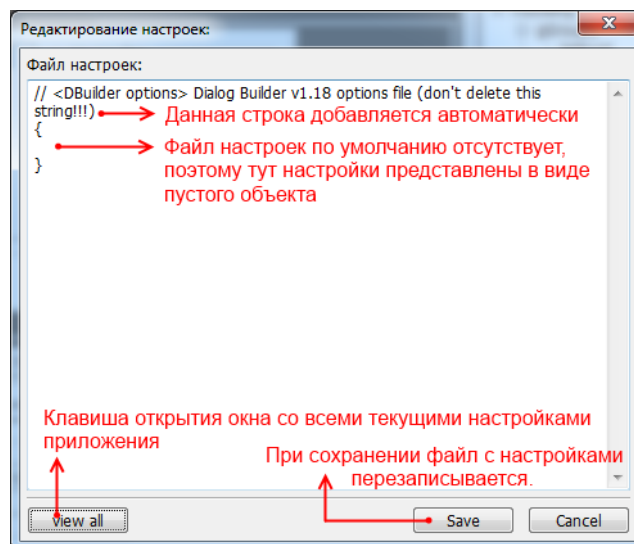 Редактирование настроек:
Файл настроек:
// <DBuilder options> Dialog Builder v1.18 options file (don't delete this
string!!!)
Данная строка добавляется автоматически
{
Файл настроек по умолчанию отсутствует,
поэтому тут настройки представлены в виде
пустого объекта
}
Клавиша открытия окна со всеми текущими настройками
приложения
При сохранении файл с настройками
перезаписывается.
view all
Save
Cancel